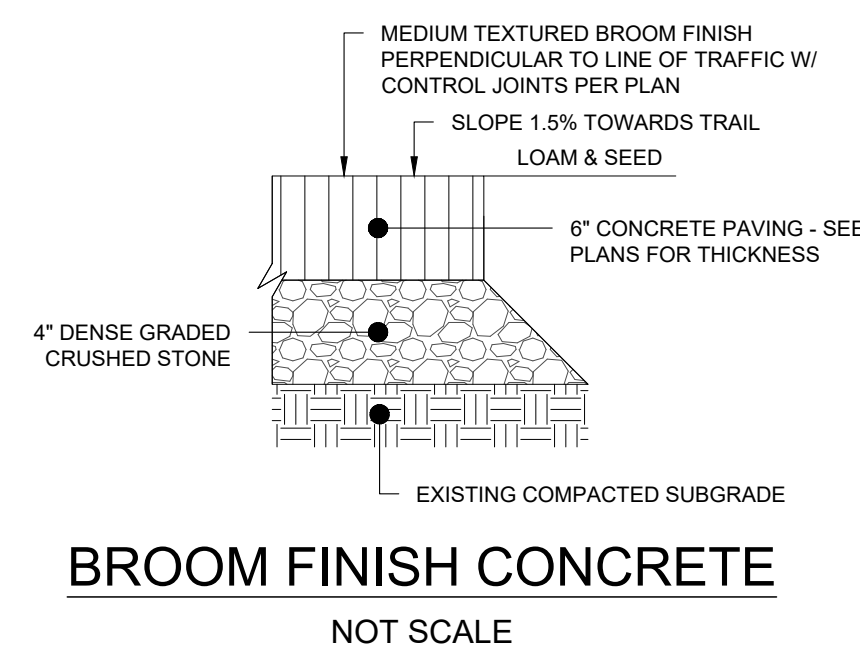 MEDIUM TEXTURED BROOM FINISH
PERPENDICULAR TO LINE OF TRAFFIC W/
CONTROL JOINTS PER PLAN
SLOPE 1.5% TOWARDS TRAIL
LOAM & SEED
6" CONCRETE PAVING - SEE
PLANS FOR THICKNESS
4" DENSE GRADED
CRUSHED STONE
EXISTING COMPACTED SUBGRADE
BROOM FINISH CONCRETE
NOT SCALE